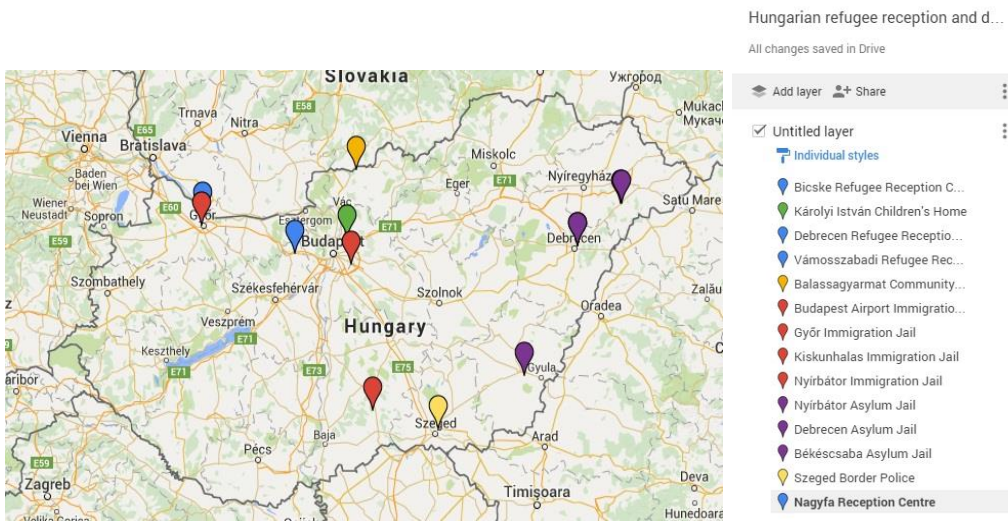 Hungarian refugee reception and d...
All changes saved in Drive
Add layer
Share
Untitled layer
Individual styles
Bicske Refugee Reception C...
Károlyi István Children's Home
Debrecen Refugee Receptio...
Vámosszabadi Refugee Rec...
Balassagyarmat Community...
Budapest Airport Immigratio...
Győr Immigration Jail
Kiskunhalas Immigration Jail
Nyírbátor Immigration Jail
Nyírbátor Asylum Jail
Debrecen Asylum Jail
Békéscsaba Asylum Jail
Szeged Border Police
Nagyfa Reception Centre
Slovakia
Ужгород
E58
Trnava
Nitra
Mukac
Мукач
E65
Vienna
Bratislava
Miskolc
Baden
bei Wien
Eger
E71
Nyíregyház
Satu Mare
Wiener
Neustadt
Sopron
E60
Győr
Vác
E71
E59
Debrecen
Szombathely
Székesfehérvár
Szolnok
Oradea
Zalău
Veszprém
Hungary
E71
Keszthely
E71
E73
E75
Gyula
Szeged
Baja
Arad
Pécs
E59
Zagreb
Timișoara
Deva
Hunedoara